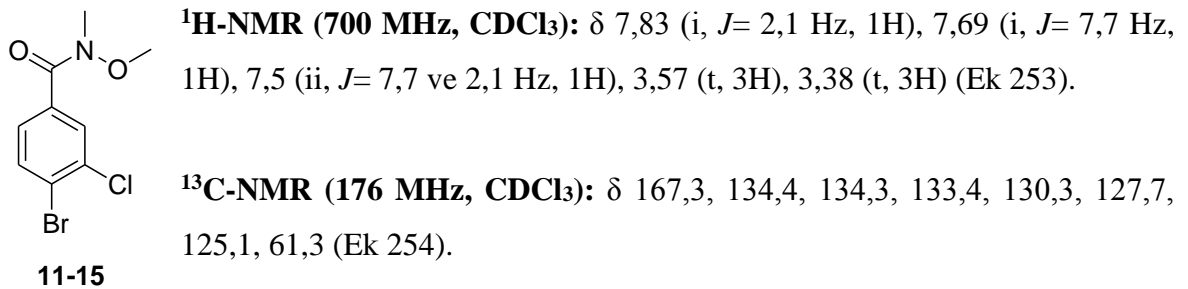 ¹H-NMR (700 MHz, CDCl₃): δ 7,83 (i, J= 2,1 Hz, 1H), 7,69 (i, J= 7,7 Hz,
1H), 7,5 (ii, J= 7,7 ve 2,1 Hz, 1H), 3,57 (t, 3H), 3,38 (t, 3H) (Ek 253).
¹³C-NMR (176 MHz, CDCl₃): δ 167,3, 134,4, 134,3, 133,4, 130,3, 127,7,
125,1, 61,3 (Ek 254).
O
N
O
Cl
Br
11-15